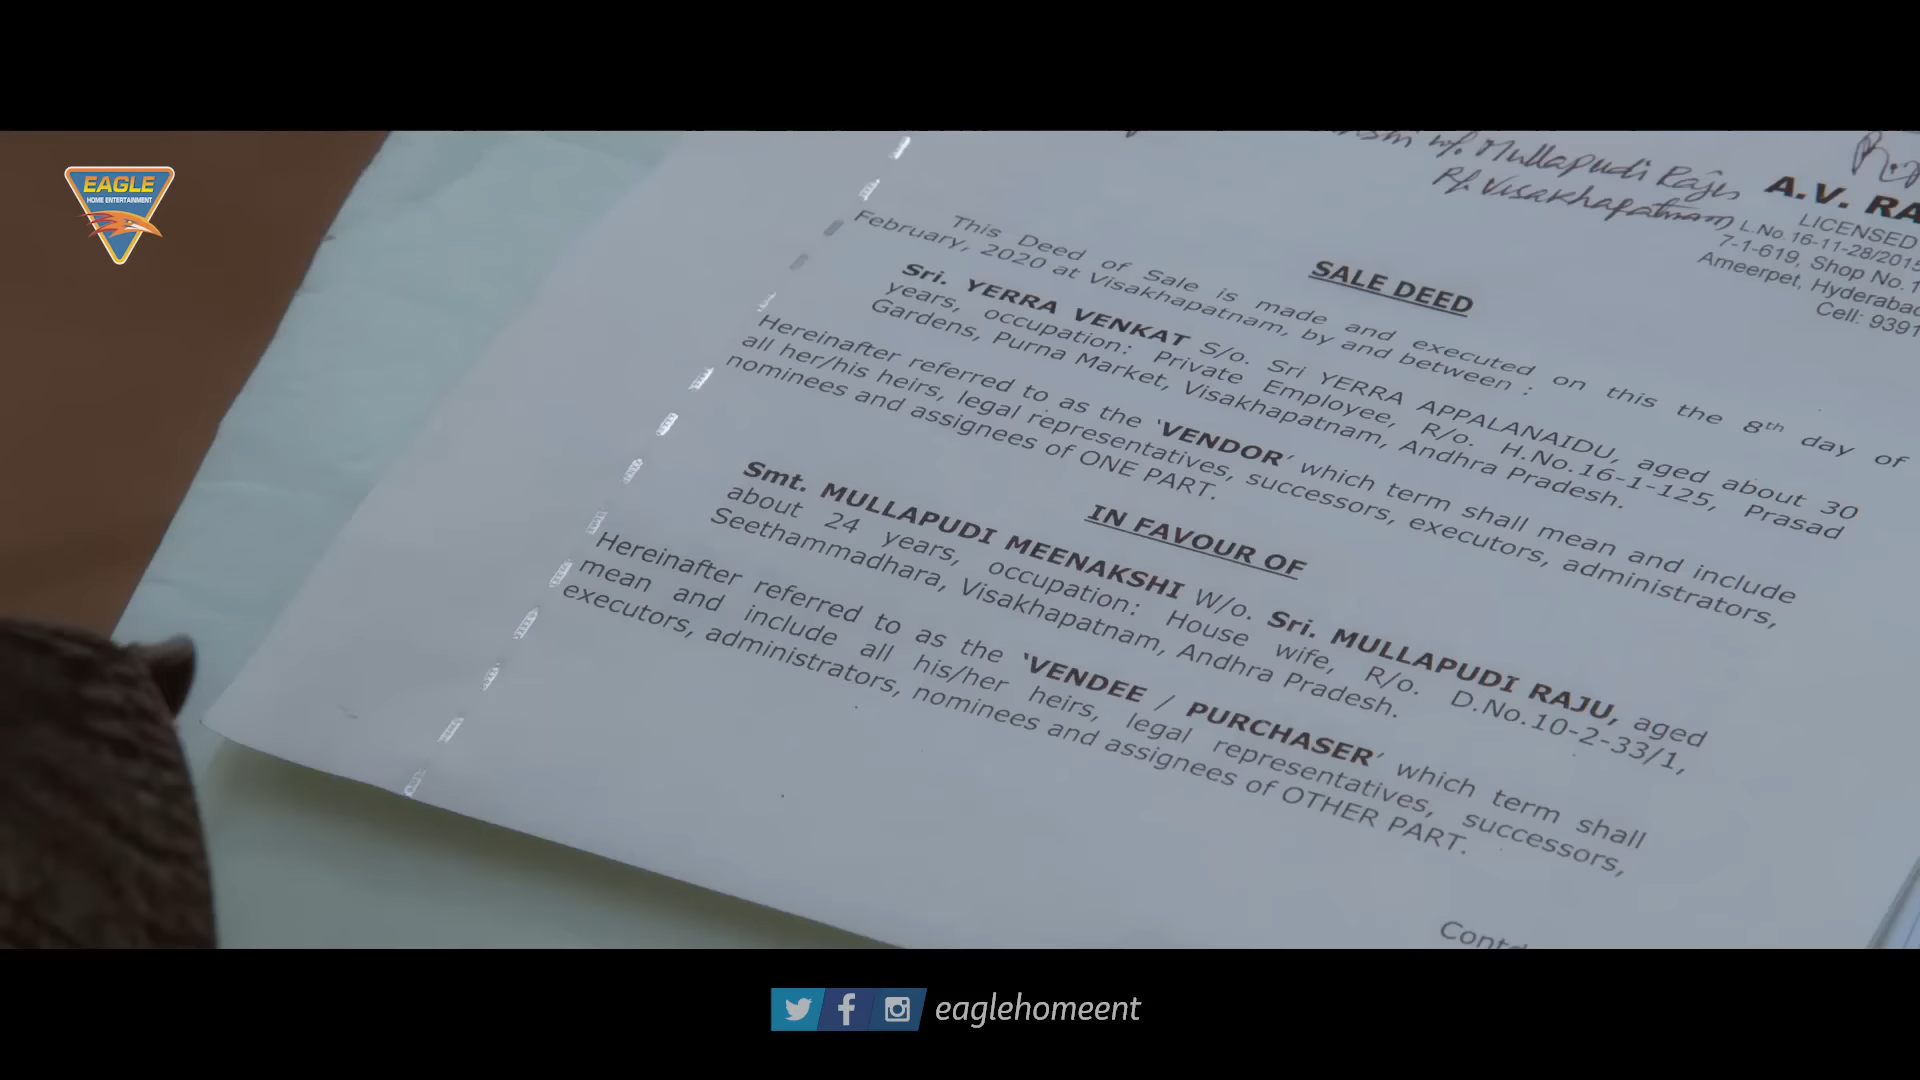 EAGLE
HOME ENTERTAINMENT
w/o. Mullapudi Raju
R/. Visakhapatnam
A.V. RA
LICENSED
L.No.16-11-28/2015
7-1-619, Shop No.1
Ameerpet, Hyderabad
Cell: 9391
SALE DEED
This Deed of Sale is made and executed on this the 8th day of
February, 2020 at Visakhapatnam, by and between :
Sri. YERRA VENKAT S/o. Sri YERRA APPALANAIDU, aged about 30
years, occupation: Private Employee, R/o. H.No.16-1-125, Prasad
Gardens, Purna Market, Visakhapatnam, Andhra Pradesh.
Hereinafter referred to as the 'VENDOR' which term shall mean and include
all her/his heirs, legal representatives, successors, executors, administrators,
nominees and assignees of ONE PART.
IN FAVOUR OF
Smt. MULLAPUDI MEENAKSHI W/o. Sri. MULLAPUDI RAJU, aged
about 24 years, occupation: House wife, R/o. D.No.10-2-33/1,
Seethammadhara, Visakhapatnam, Andhra Pradesh.
Hereinafter referred to as the 'VENDEE / PURCHASER' which term shall
mean and include all his/her heirs, legal representatives, successors,
executors, administrators, nominees and assignees of OTHER PART.
Contd
eaglehomeent